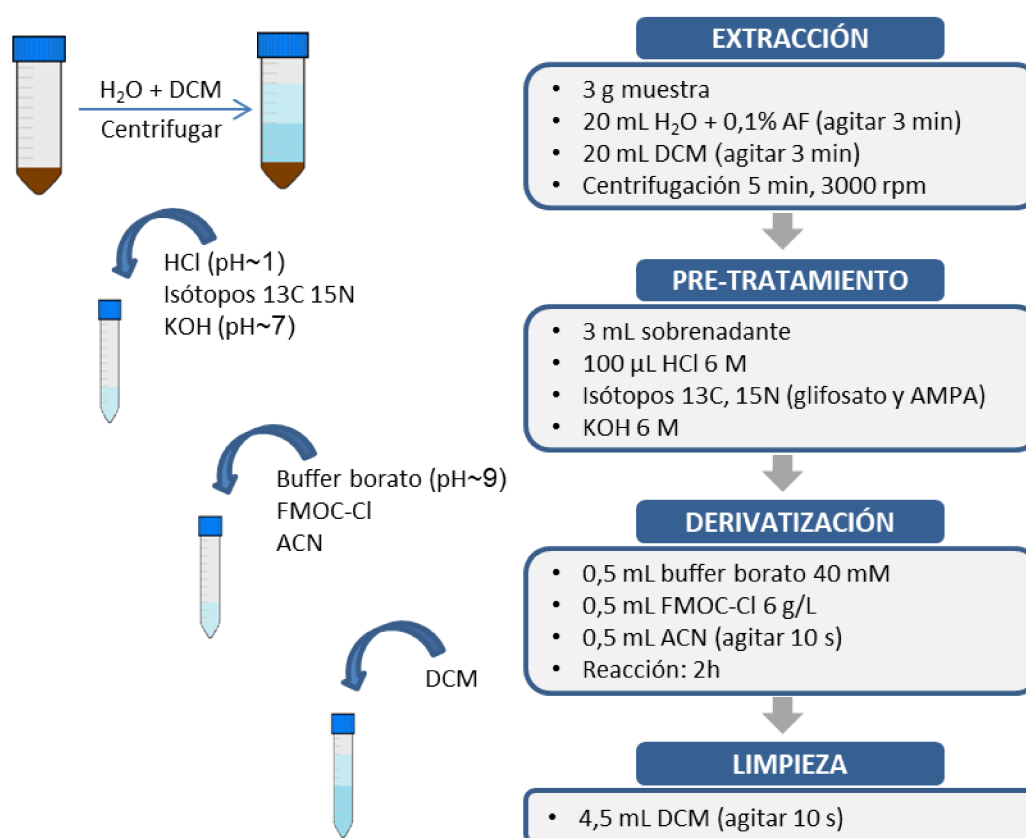 H₂O + DCM
Centrifugar
HCl (pH~1)
Isótopos 13C 15N
KOH (pH~7)
Buffer borato (pH~9)
FMOC-Cl
ACN
DCM
EXTRACCIÓN
• 3 g muestra
• 20 mL H₂O + 0,1% AF (agitar 3 min)
• 20 mL DCM (agitar 3 min)
• Centrifugación 5 min, 3000 rpm
PRE-TRATAMIENTO
• 3 mL sobrenadante
• 100 µL HCl 6 M
• Isótopos 13C, 15N (glifosato y AMPA)
• KOH 6 M
DERIVATIZACIÓN
• 0,5 mL buffer borato 40 mM
• 0,5 mL FMOC-Cl 6 g/L
• 0,5 mL ACN (agitar 10 s)
• Reacción: 2h
LIMPIEZA
• 4,5 mL DCM (agitar 10 s)